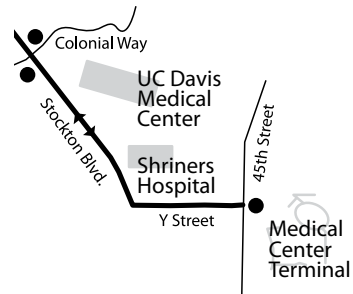 Colonial Way
UC Davis
Medical
Center
Stockton Blvd.
45th Street
Shriners
Hospital
Y Street
Medical
Center
Terminal